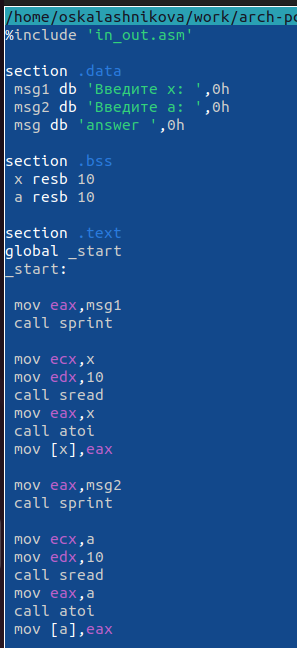 /home/oskalashnikova/work/arch-pc
%include 'in_out.asm'
section .data
msg1 db 'Введите x: ',0h
msg2 db 'Введите a: ',0h
msg db 'answer ',0h
section .bss
x resb 10
a resb 10
section .text
global _start
_start:
mov eax,msg1
call sprint
mov ecx,x
mov edx,10
call sread
mov eax,x
call atoi
mov [x],eax
mov eax,msg2
call sprint
mov ecx,a
mov edx,10
call sread
mov eax,a
call atoi
mov [a],eax